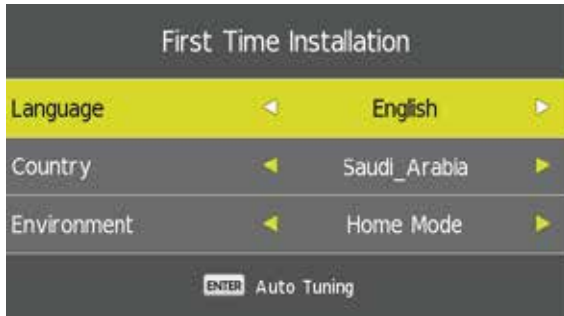 First Time Installation
Language English
Country Saudi_Arabia
Environment Home Mode
ENTER Auto Tuning